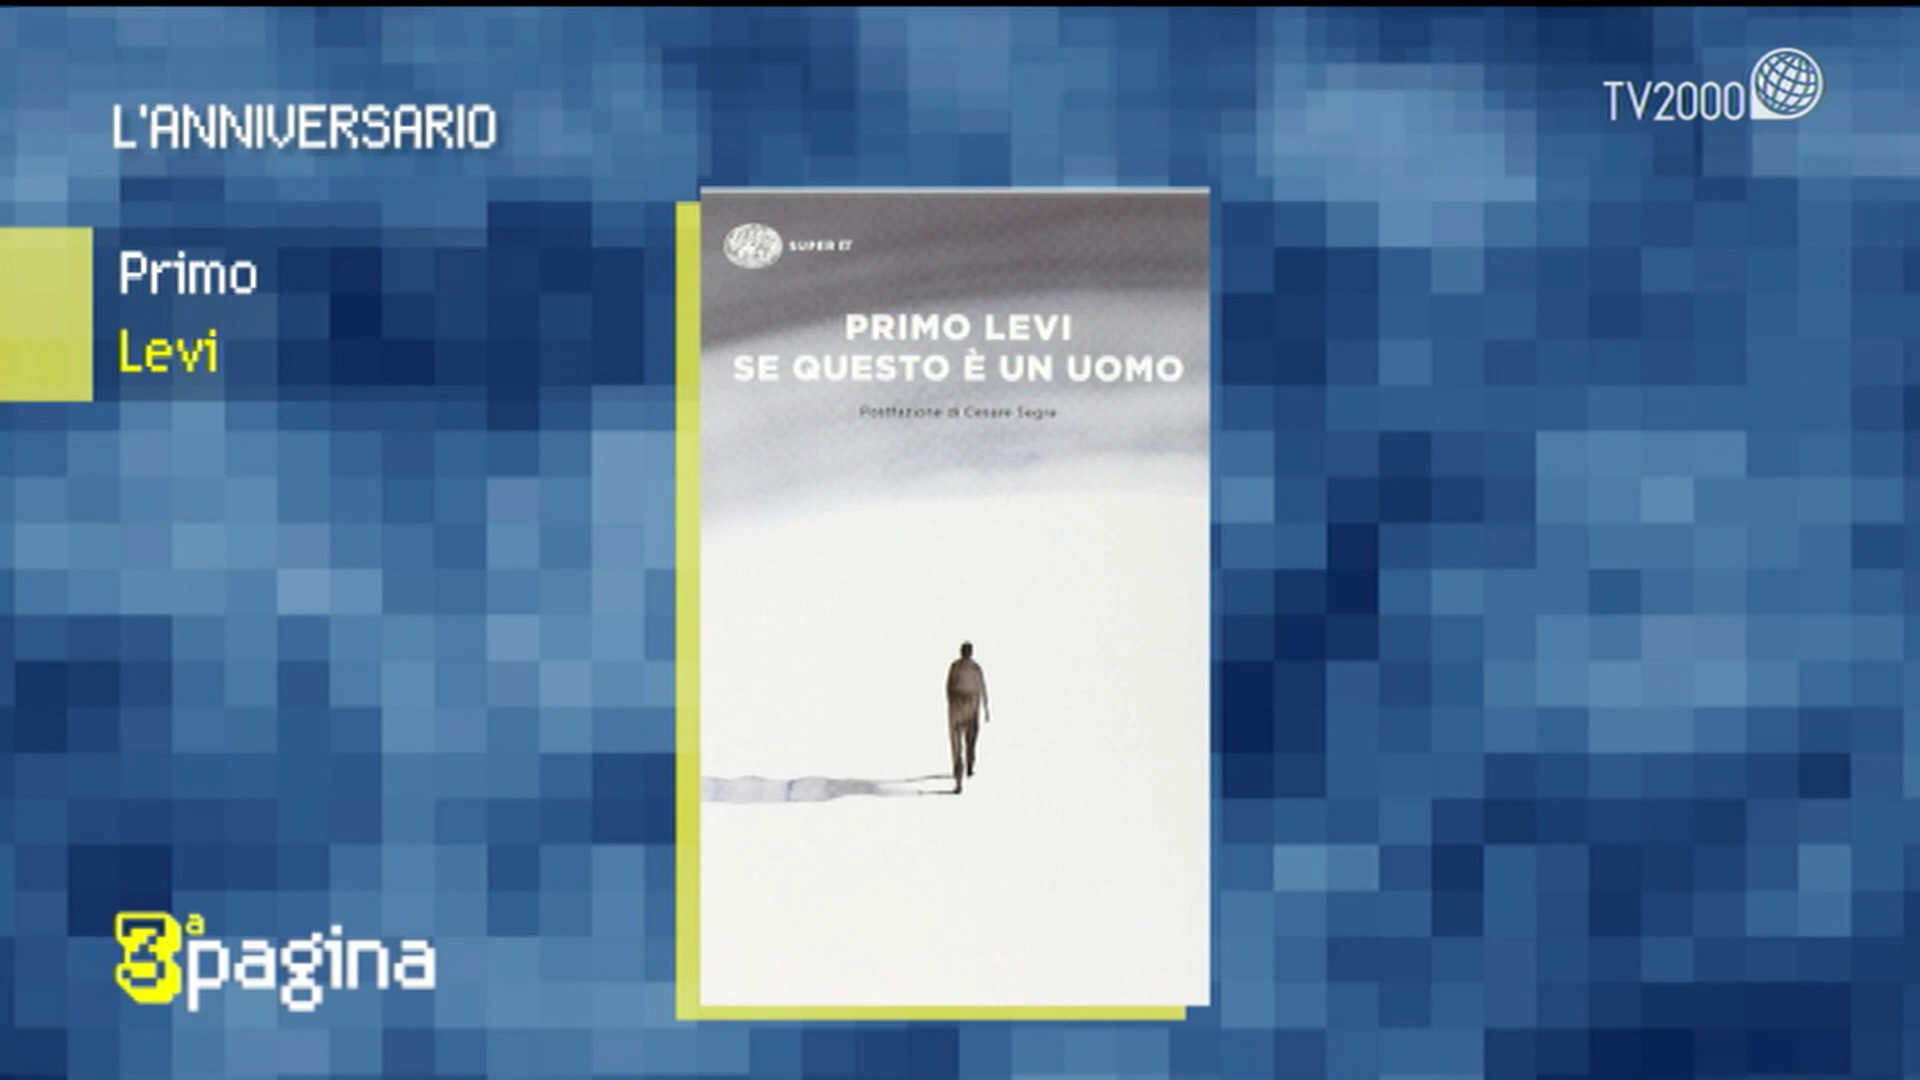 L'ANNIVERSARIO
TV2000
Primo
Levi
SUPER ET
PRIMO LEVI
SE QUESTO È UN UOMO
Postfazione di Cesare Segre
3ª pagina